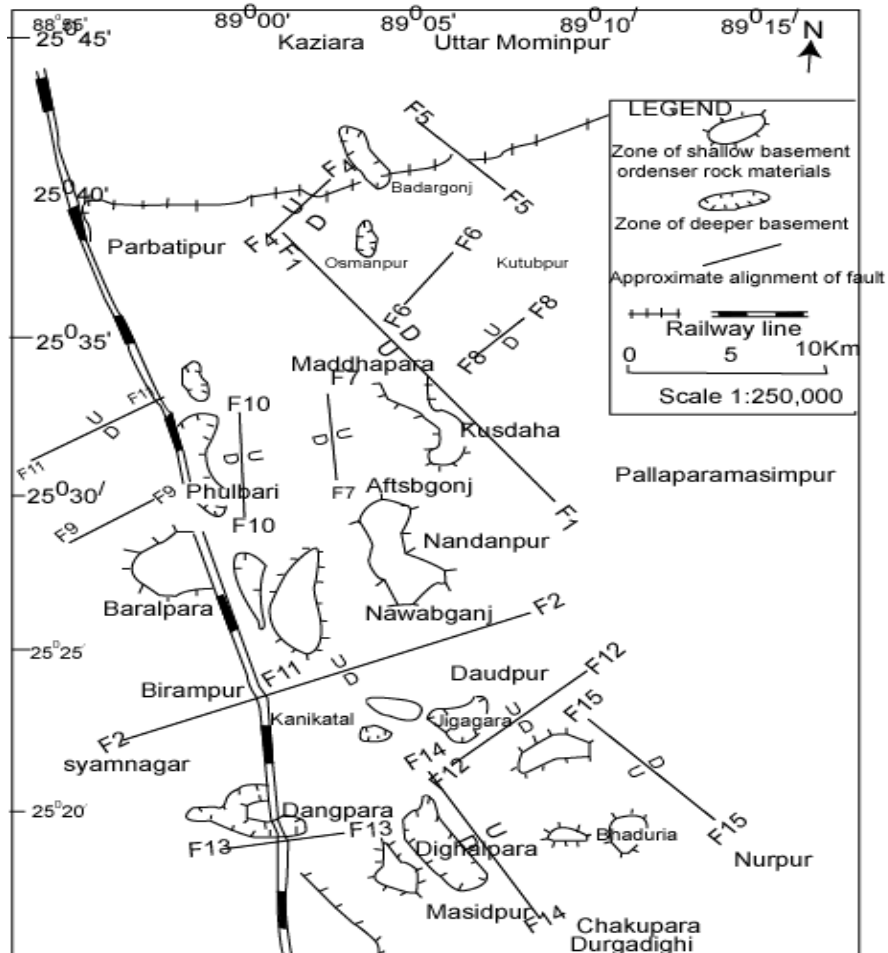 88°55' 89°00' 89°05' 89°10' 89°15'
25°45' Kaziara Uttar Mominpur N
LEGEND
Zone of shallow basement
ordenser rock materials
Zone of deeper basement
Approximate alignment of fault
Railway line
0 5 10Km
Scale 1:250,000
F5
F5
F4
Badargonj
25°40'
U
D
F4
Parbatipur
F1
Osmanpur
F6
Kutubpur
F6
F8
U
D
F8
25°35'
D
U
Maddhapara
F7
F11
F10
U
D
Kusdaha
F11
D U
D U
Pallaparamasimpur
25°30'
F9
Phulbari
F7
Aftsbgonj
F1
F9
F10
Nandanpur
Baralpara
Nawabganj
F2
25°25'
U
D
F11
Birampur
Daudpur
F12
Kanikatal
Jigagara
U
D
F15
F2
syamnagar
F14
F12
D
U
25°20'
Dangpara
F13
F13
D
U
Dighalpara
Bhaduria
F15
Nurpur
Masidpur
F14
Chakupara
Durgadighi